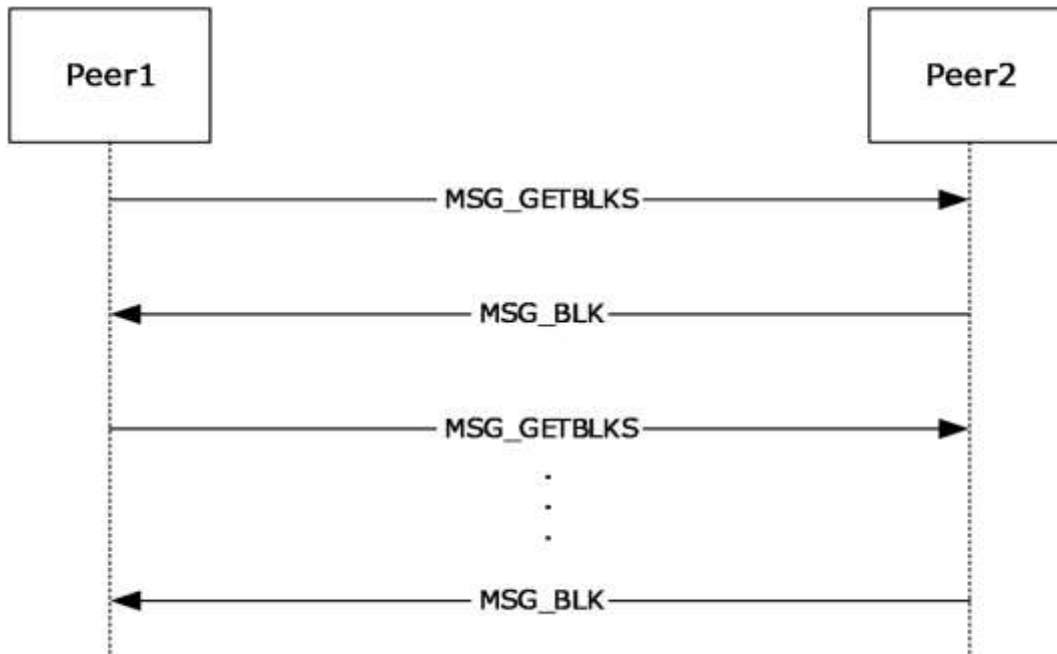 Peer1
Peer2
MSG_GETBLKS
MSG_BLK
MSG_GETBLKS
.
.
.
MSG_BLK